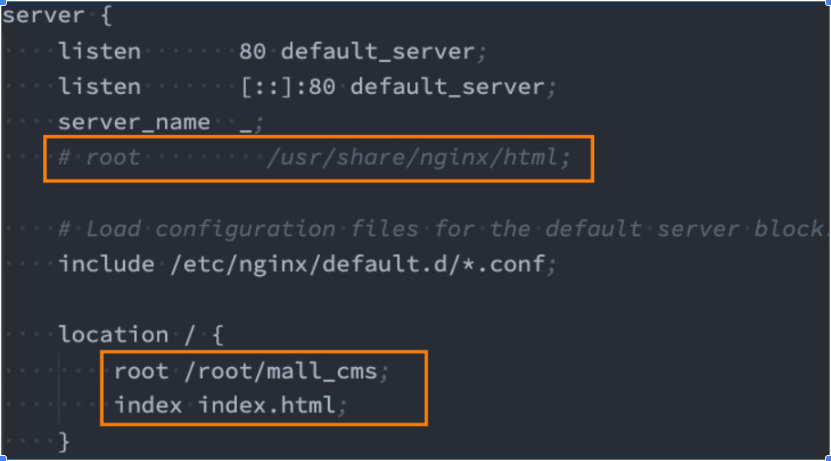 server {
listen 80 default_server;
listen [::]:80 default_server;
server_name _;
# root /usr/share/nginx/html;
# Load configuration files for the default server block.
include /etc/nginx/default.d/*.conf;
location / {
root /root/mall_cms;
index index.html;
}